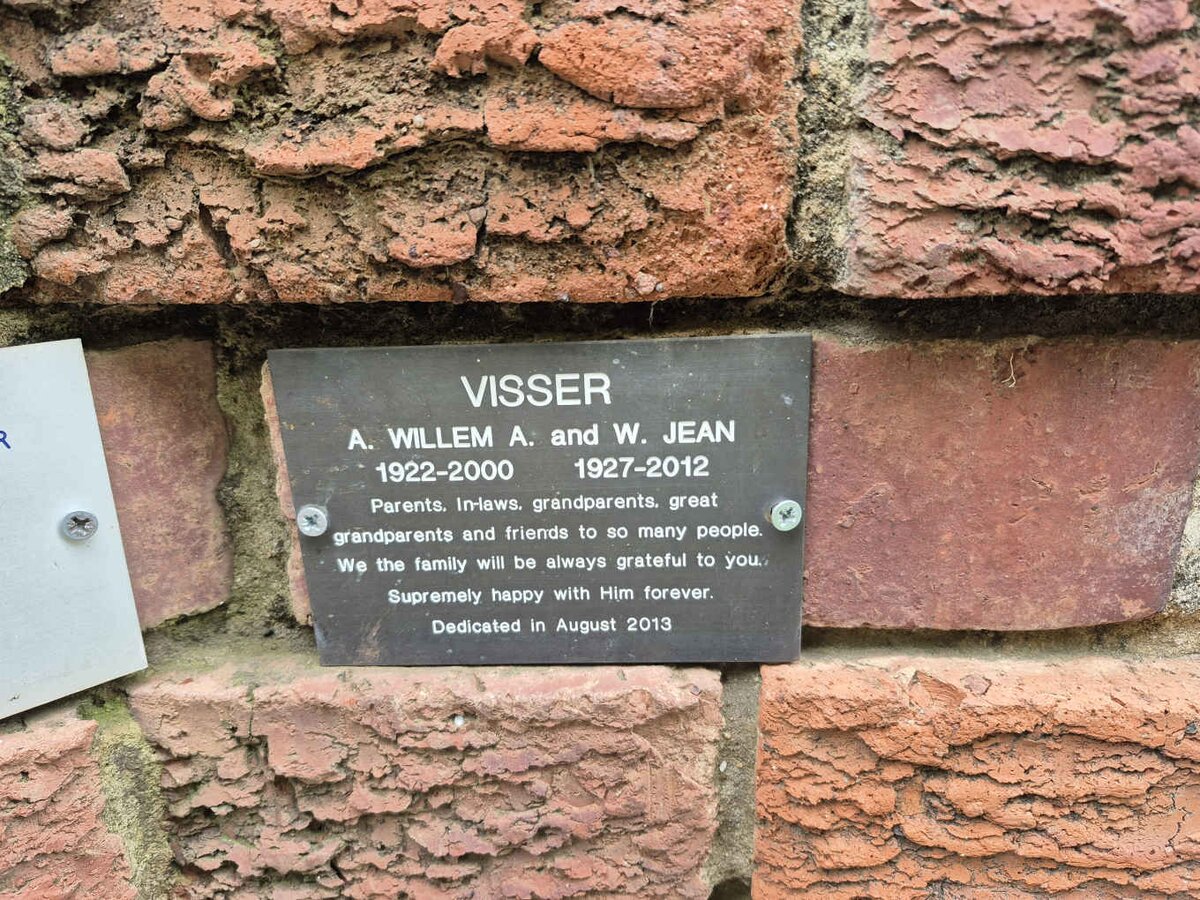 R
VISSER
A. WILLEM A. and W. JEAN
1922-2000 1927-2012
Parents, In-laws, grandparents, great
grandparents and friends to so many people.
We the family will be always grateful to you.
Supremely happy with Him forever.
Dedicated in August 2013